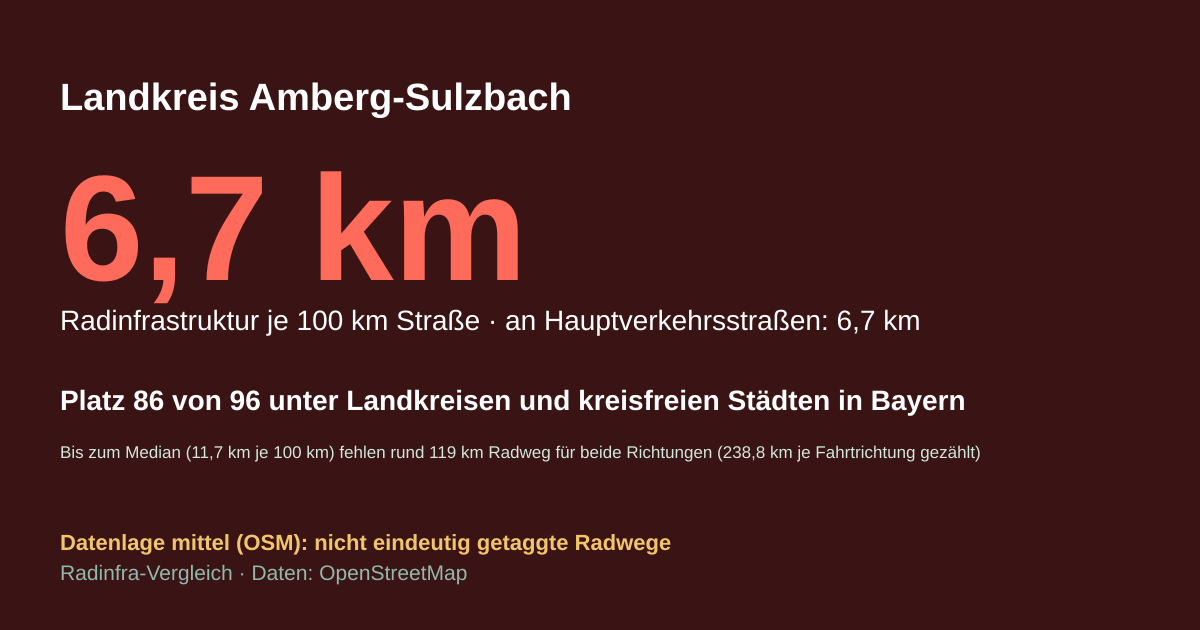 Landkreis Amberg-Sulzbach
6,7 km
Radinfrastruktur je 100 km Straße · an Hauptverkehrsstraßen: 6,7 km
Platz 86 von 96 unter Landkreisen und kreisfreien Städten in Bayern
Bis zum Median (11,7 km je 100 km) fehlen rund 119 km Radweg für beide Richtungen (238,8 km je Fahrtrichtung gezählt)
Datenlage mittel (OSM): nicht eindeutig getaggte Radwege
Radinfra-Vergleich · Daten: OpenStreetMap